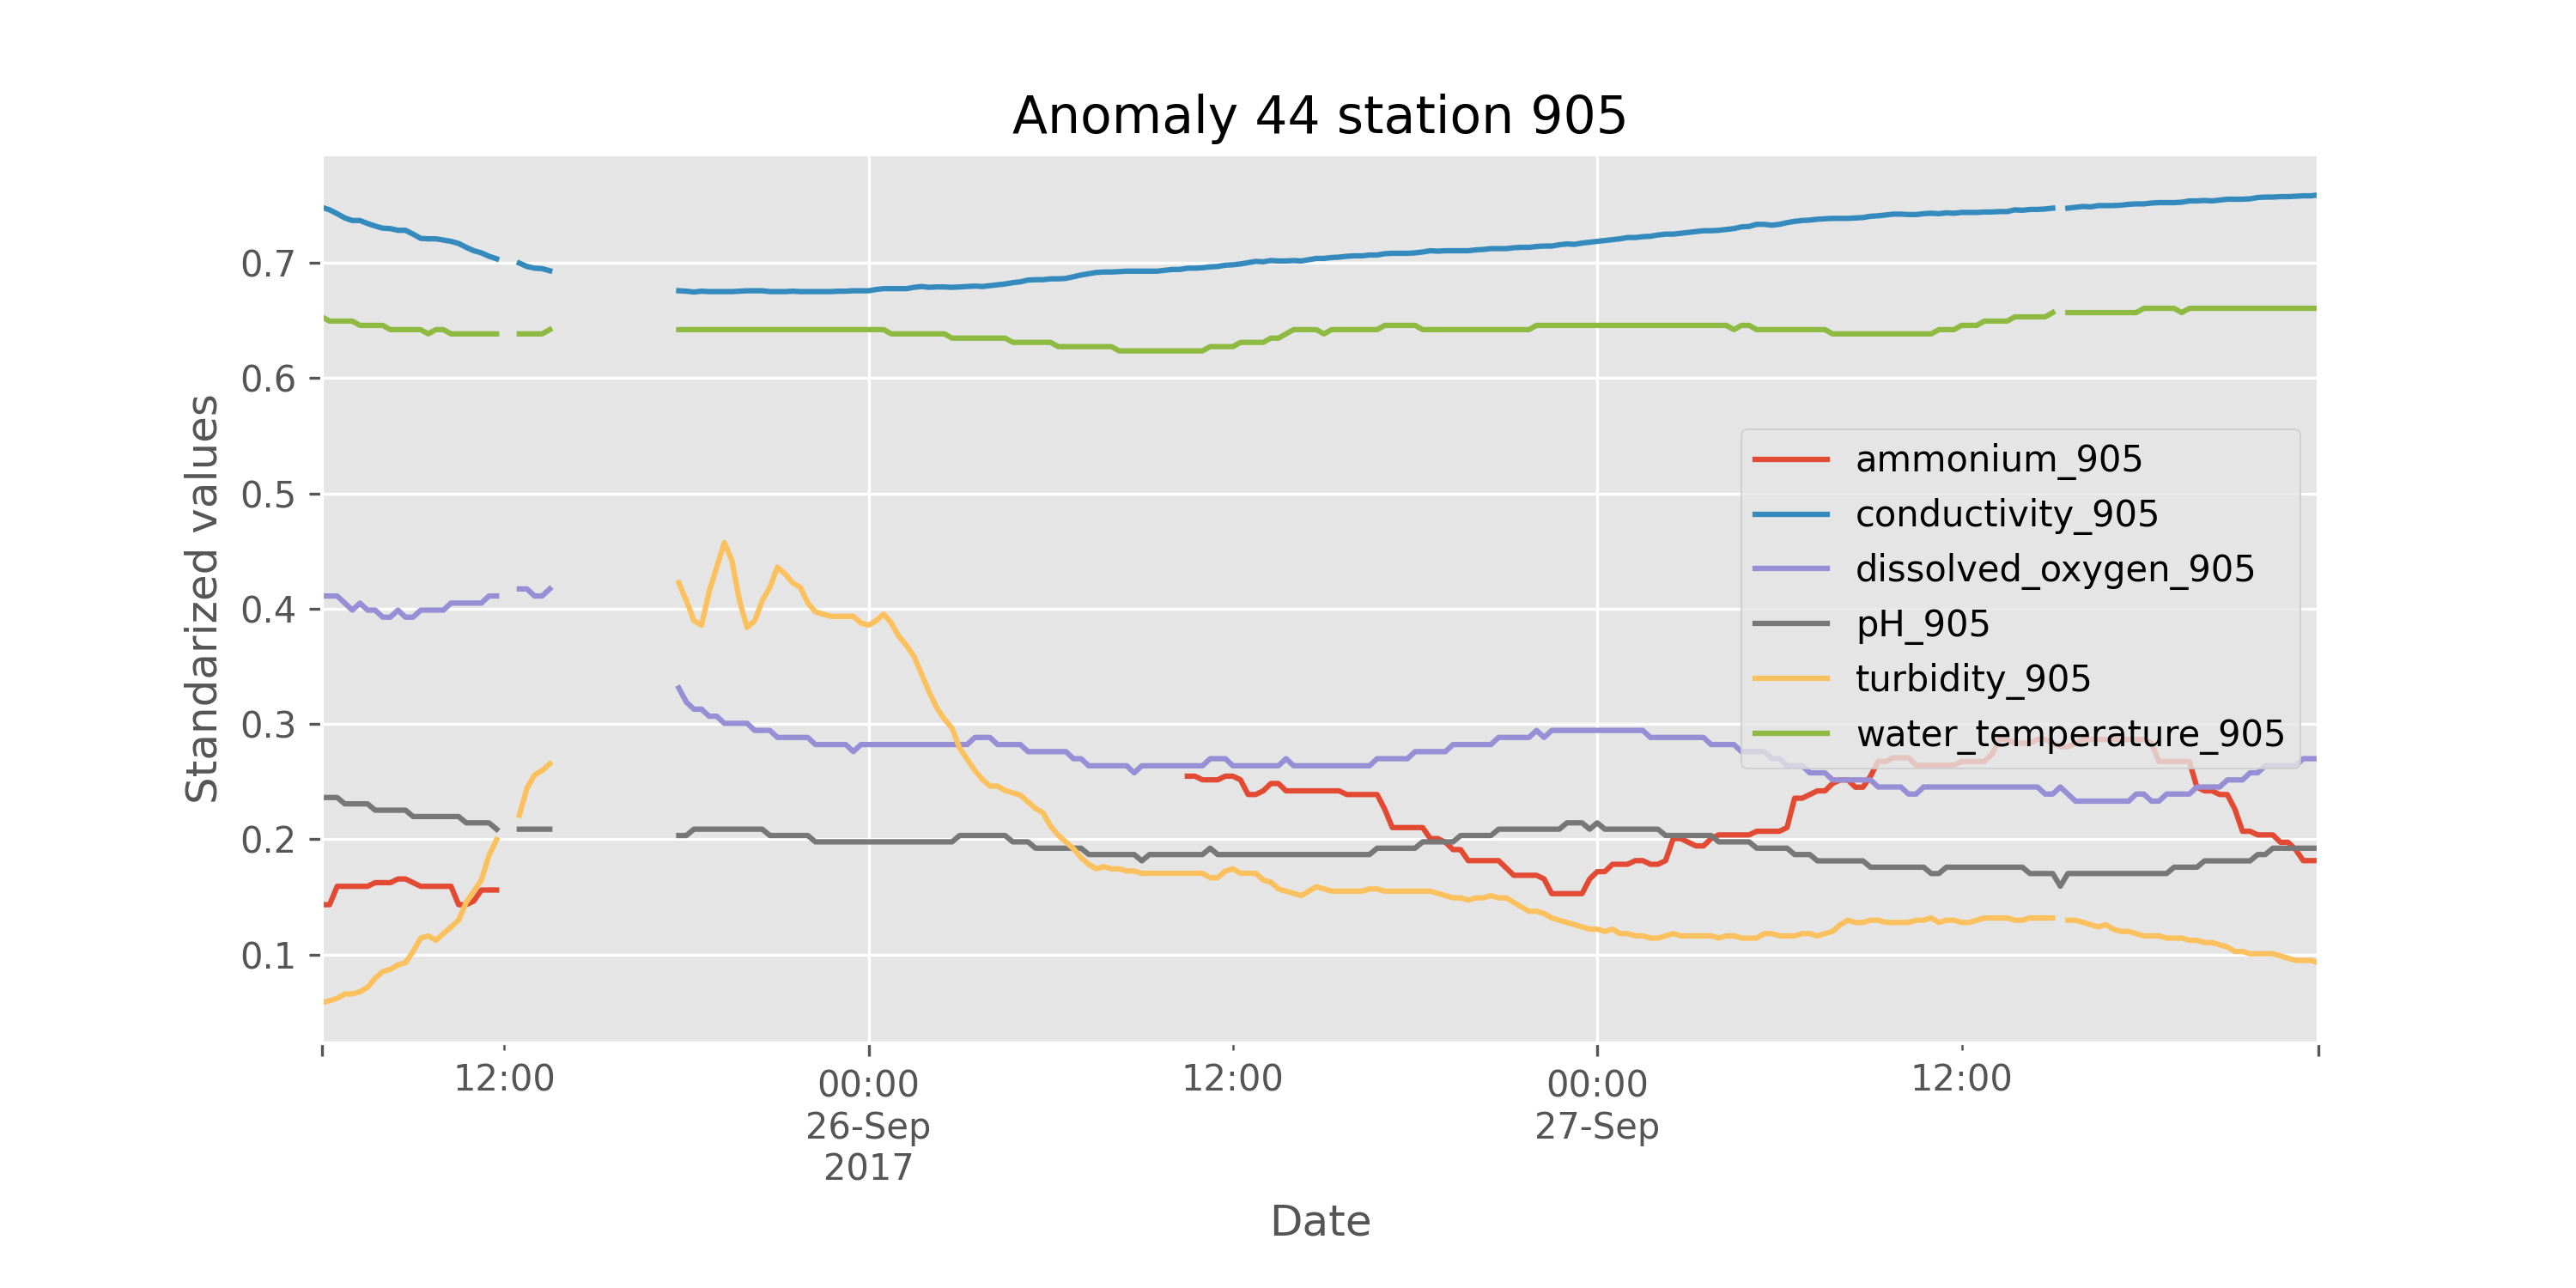 Anomaly 44 station 905
Standarized values
0.7
0.6
0.5
0.4
0.3
0.2
0.1
ammonium_905
conductivity_905
dissolved_oxygen_905
pH_905
turbidity_905
water_temperature_905
12:00
00:00
26-Sep
2017
12:00
00:00
27-Sep
12:00
Date